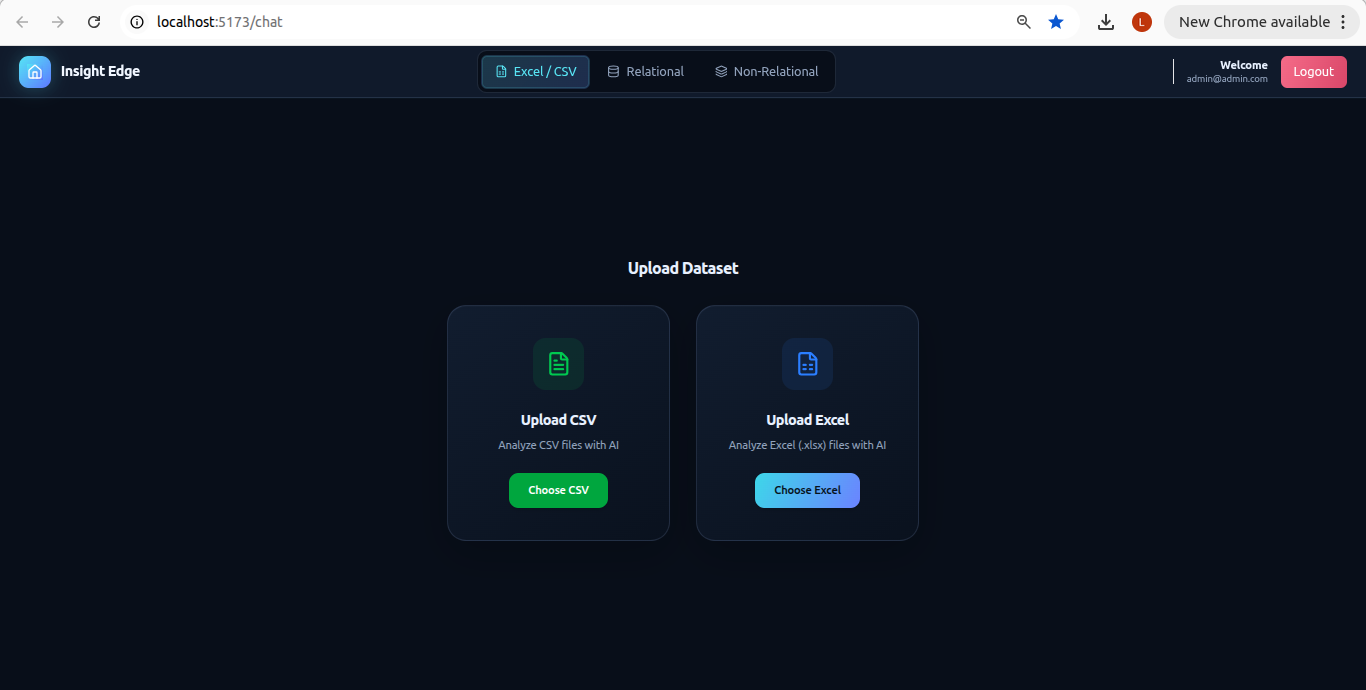 localhost:5173/chat
L
New Chrome available
Insight Edge
Excel / CSV
Relational
Non-Relational
Welcome
admin@admin.com
Logout
Upload Dataset
Upload CSV
Analyze CSV files with AI
Choose CSV
Upload Excel
Analyze Excel (.xlsx) files with AI
Choose Excel